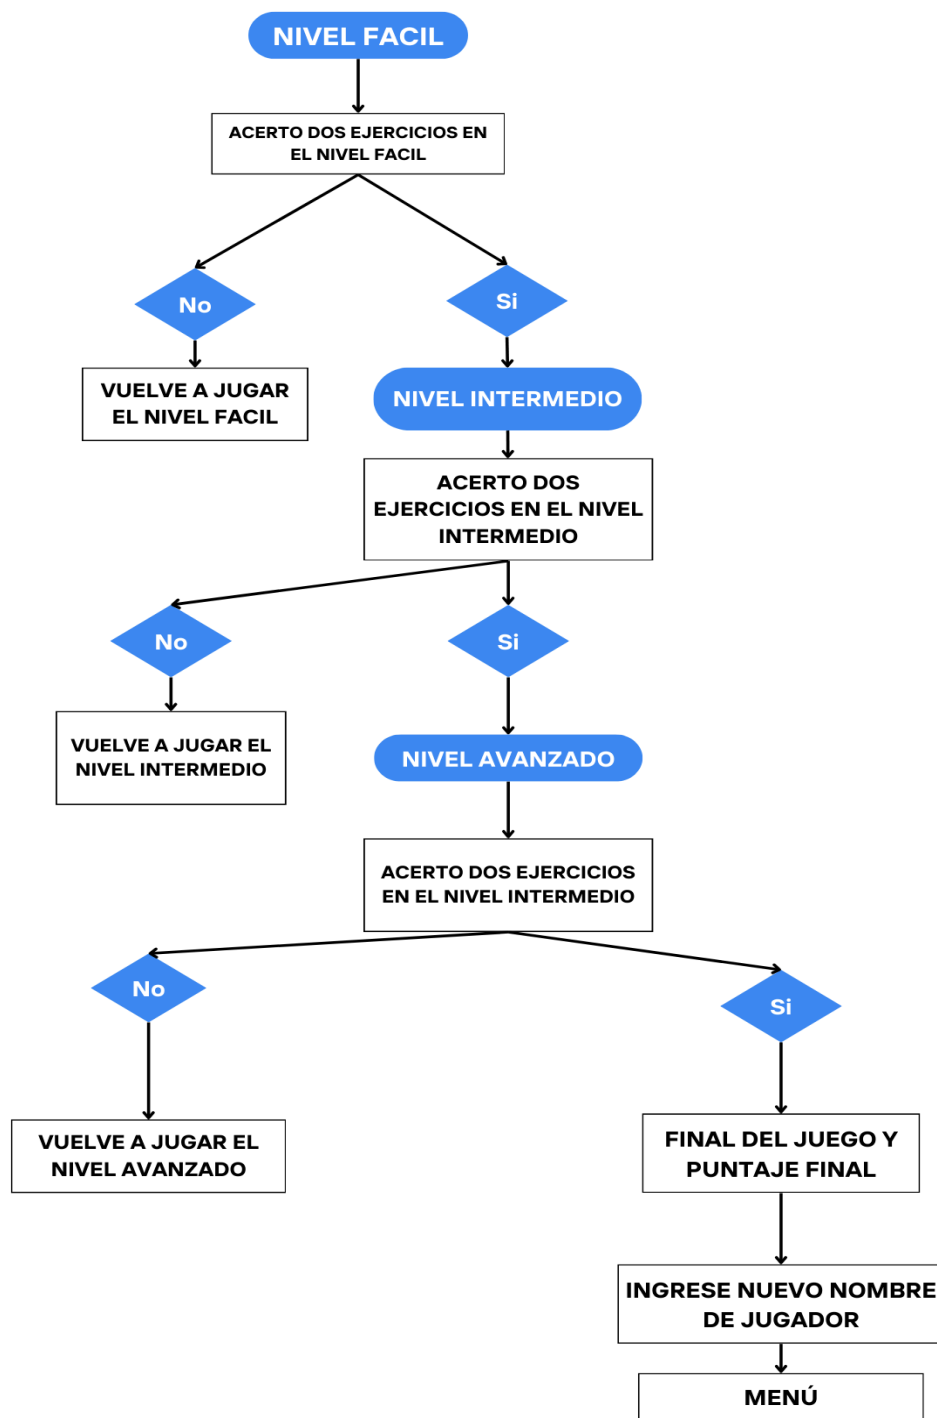 NIVEL FACIL
ACERTO DOS EJERCICIOS EN
EL NIVEL FACIL
No
Si
VUELVE A JUGAR
EL NIVEL FACIL
NIVEL INTERMEDIO
ACERTO DOS
EJERCICIOS EN EL NIVEL
INTERMEDIO
No
Si
VUELVE A JUGAR EL
NIVEL INTERMEDIO
NIVEL AVANZADO
ACERTO DOS EJERCICIOS
EN EL NIVEL INTERMEDIO
No
Si
VUELVE A JUGAR EL
NIVEL AVANZADO
FINAL DEL JUEGO Y
PUNTAJE FINAL
INGRESE NUEVO NOMBRE
DE JUGADOR
MENÚ